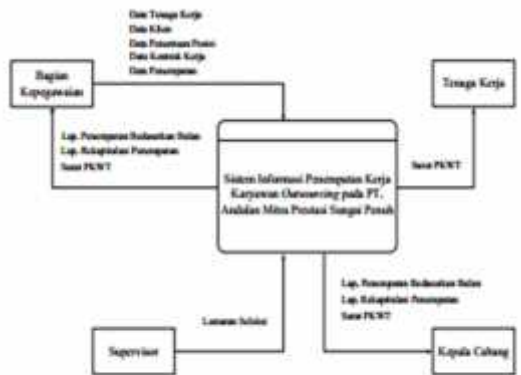 Data Tenaga Kerja
Data Klien
Data Penentuan Posisi
Data Kontrak Kerja
Data Penempatan
Bagian
Kepegawaian
Tenaga Kerja
Lap. Penempatan Berdasarkan Bulan
Lap. Rekapitulasi Penempatan
Surat PKWT
Surat PKWT
Sistem Informasi Penempatan Kerja
Karyawan Outsourcing pada PT.
Andalan Mitra Prestasi Sungai Penuh
Lap. Penempatan Berdasarkan Bulan
Lap. Rekapitulasi Penempatan
Surat PKWT
Lamaran Seleksi
Supervisor
Kepala Cabang